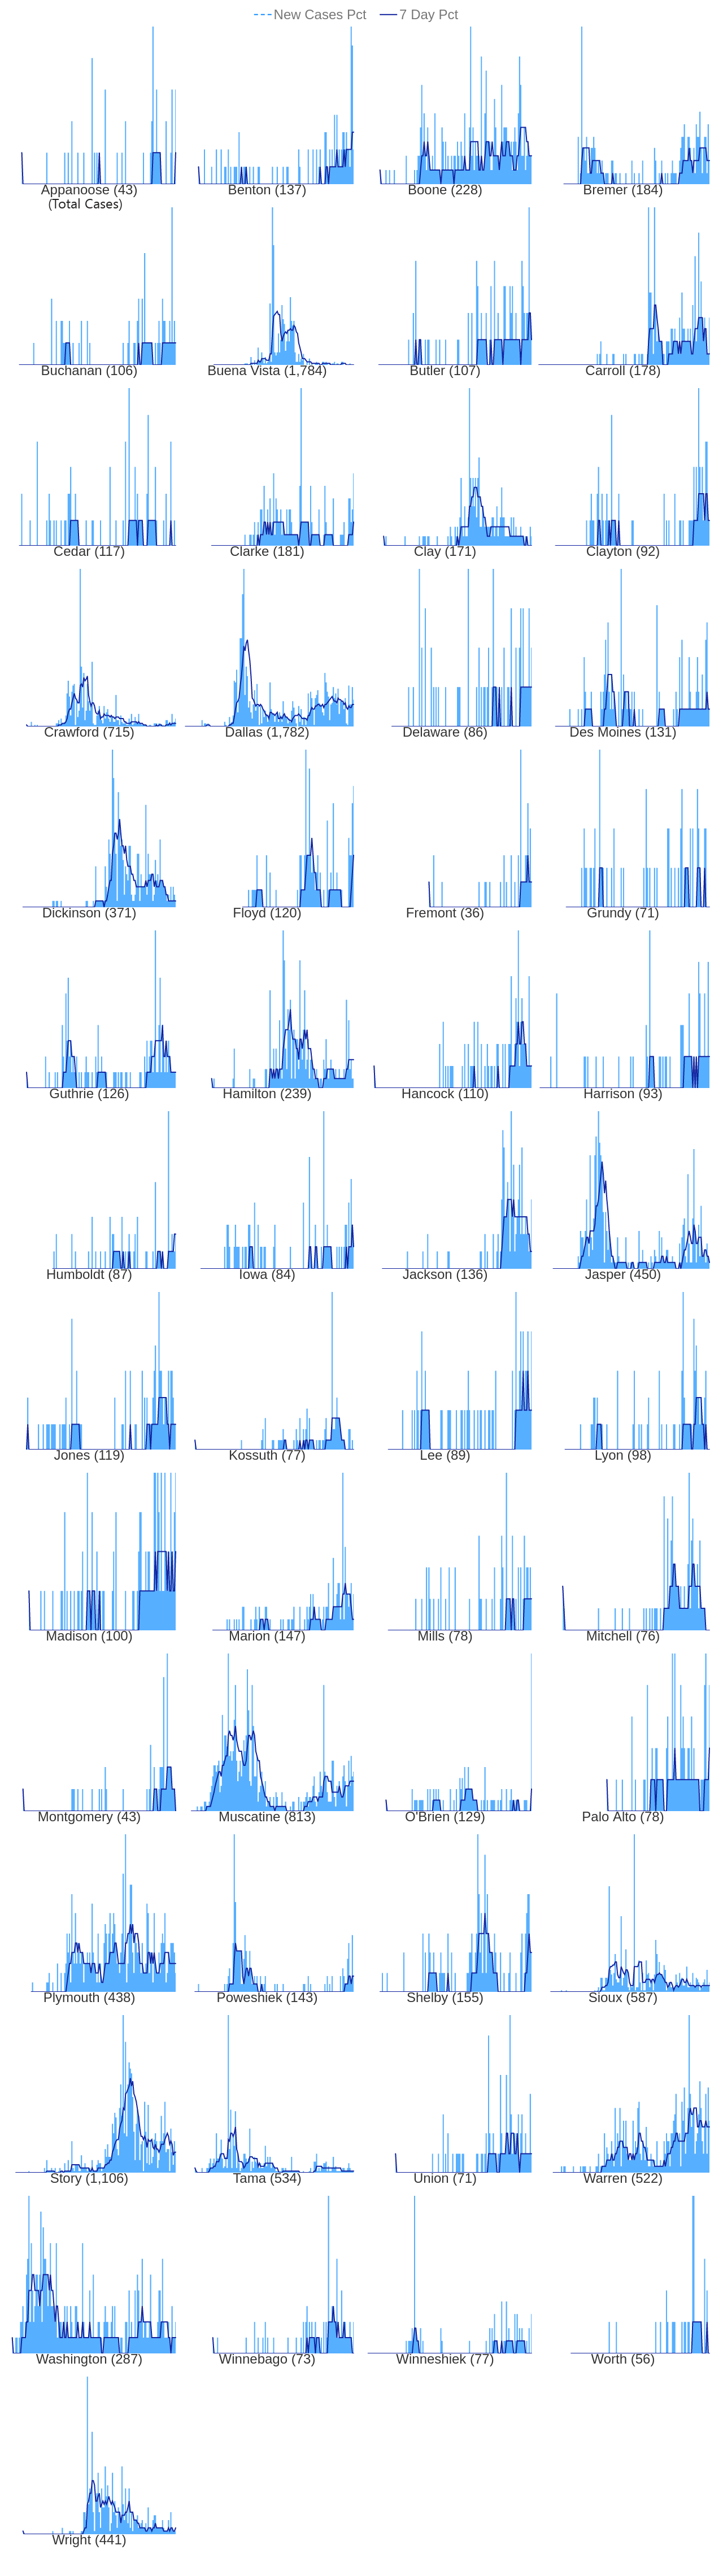 New Cases Pct 7 Day Pct
Appanoose (43) Benton (137) Boone (228) Bremer (184)
(Total Cases)
Buchanan (106) Buena Vista (1,784) Butler (107) Carroll (178)
Cedar (117) Clarke (181) Clay (171) Clayton (92)
Crawford (715) Dallas (1,782) Delaware (86) Des Moines (131)
Dickinson (371) Floyd (120) Fremont (36) Grundy (71)
Guthrie (126) Hamilton (239) Hancock (110) Harrison (93)
Humboldt (87) Iowa (84) Jackson (136) Jasper (450)
Jones (119) Kossuth (77) Lee (89) Lyon (98)
Madison (100) Marion (147) Mills (78) Mitchell (76)
Montgomery (43) Muscatine (813) O'Brien (129) Palo Alto (78)
Plymouth (438) Poweshiek (143) Shelby (155) Sioux (587)
Story (1,106) Tama (534) Union (71) Warren (522)
Washington (287) Winnebago (73) Winneshiek (77) Worth (56)
Wright (441)